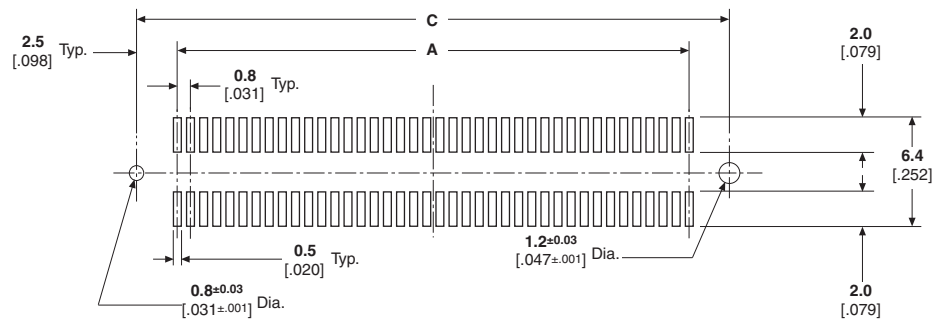 C
2.5 Typ.
[.098]
A
2.0
[.079]
0.8 Typ.
[.031]
6.4
[.252]
0.5 Typ.
[.020]
1.2±0.03 Dia.
[.047±.001]
0.8±0.03 Dia.
[.031±.001]
2.0
[.079]